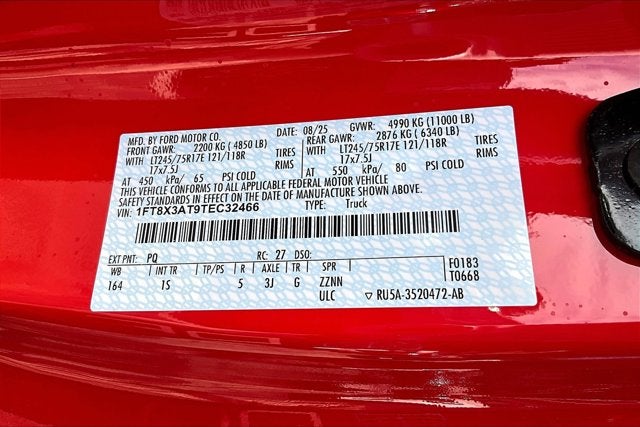 MFD. BY FORD MOTOR CO. DATE: 08/25 GVWR: 4990 KG (11000 LB)
FRONT GAWR: 2200 KG (4850 LB) REAR GAWR: 2876 KG (6340 LB)
WITH LT245/75R17E 121/118R TIRES WITH LT245/75R17E 121/118R TIRES
17x7.5J RIMS 17x7.5J RIMS
AT 450 kPa/ 65 PSI COLD AT 550 kPa/ 80 PSI COLD
THIS VEHICLE CONFORMS TO ALL APPLICABLE FEDERAL MOTOR VEHICLE
SAFETY STANDARDS IN EFFECT ON THE DATE OF MANUFACTURE SHOWN ABOVE.
VIN: 1FT8X3AT9TEC32466 TYPE: Truck
EXT PNT: PQ RC: 27 DSO: F0183
WB INT TR TP/PS R AXLE TR SPR T0668
164 1S 5 3J G ZZNN
ULC RU5A-3520472-AB